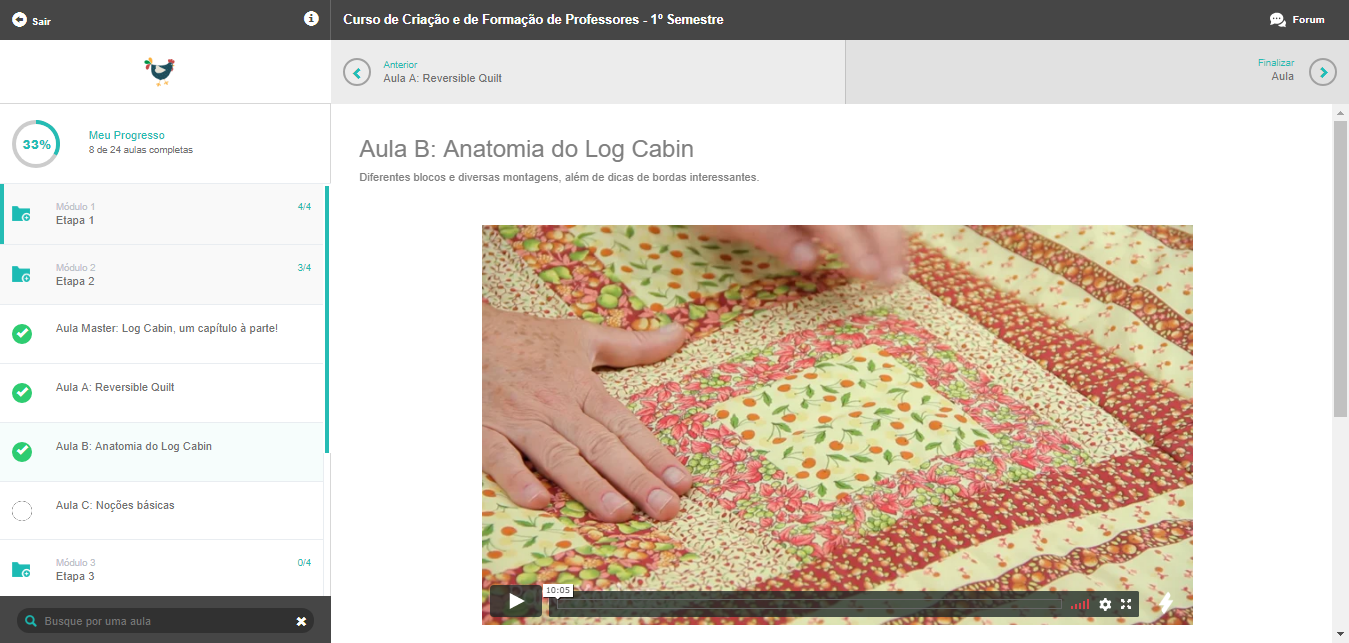 Sair
Curso de Criação e de Formação de Professores - 1º Semestre
Forum
Anterior
Aula A: Reversible Quilt
Finalizar
Aula
33%
Meu Progresso
8 de 24 aulas completas
Módulo 1
Etapa 1
4/4
Módulo 2
Etapa 2
3/4
Aula Master: Log Cabin, um capítulo à parte!
Aula A: Reversible Quilt
Aula B: Anatomia do Log Cabin
Aula C: Noções básicas
Módulo 3
Etapa 3
0/4
Busque por uma aula
Aula B: Anatomia do Log Cabin
Diferentes blocos e diversas montagens, além de dicas de bordas interessantes.
10:05